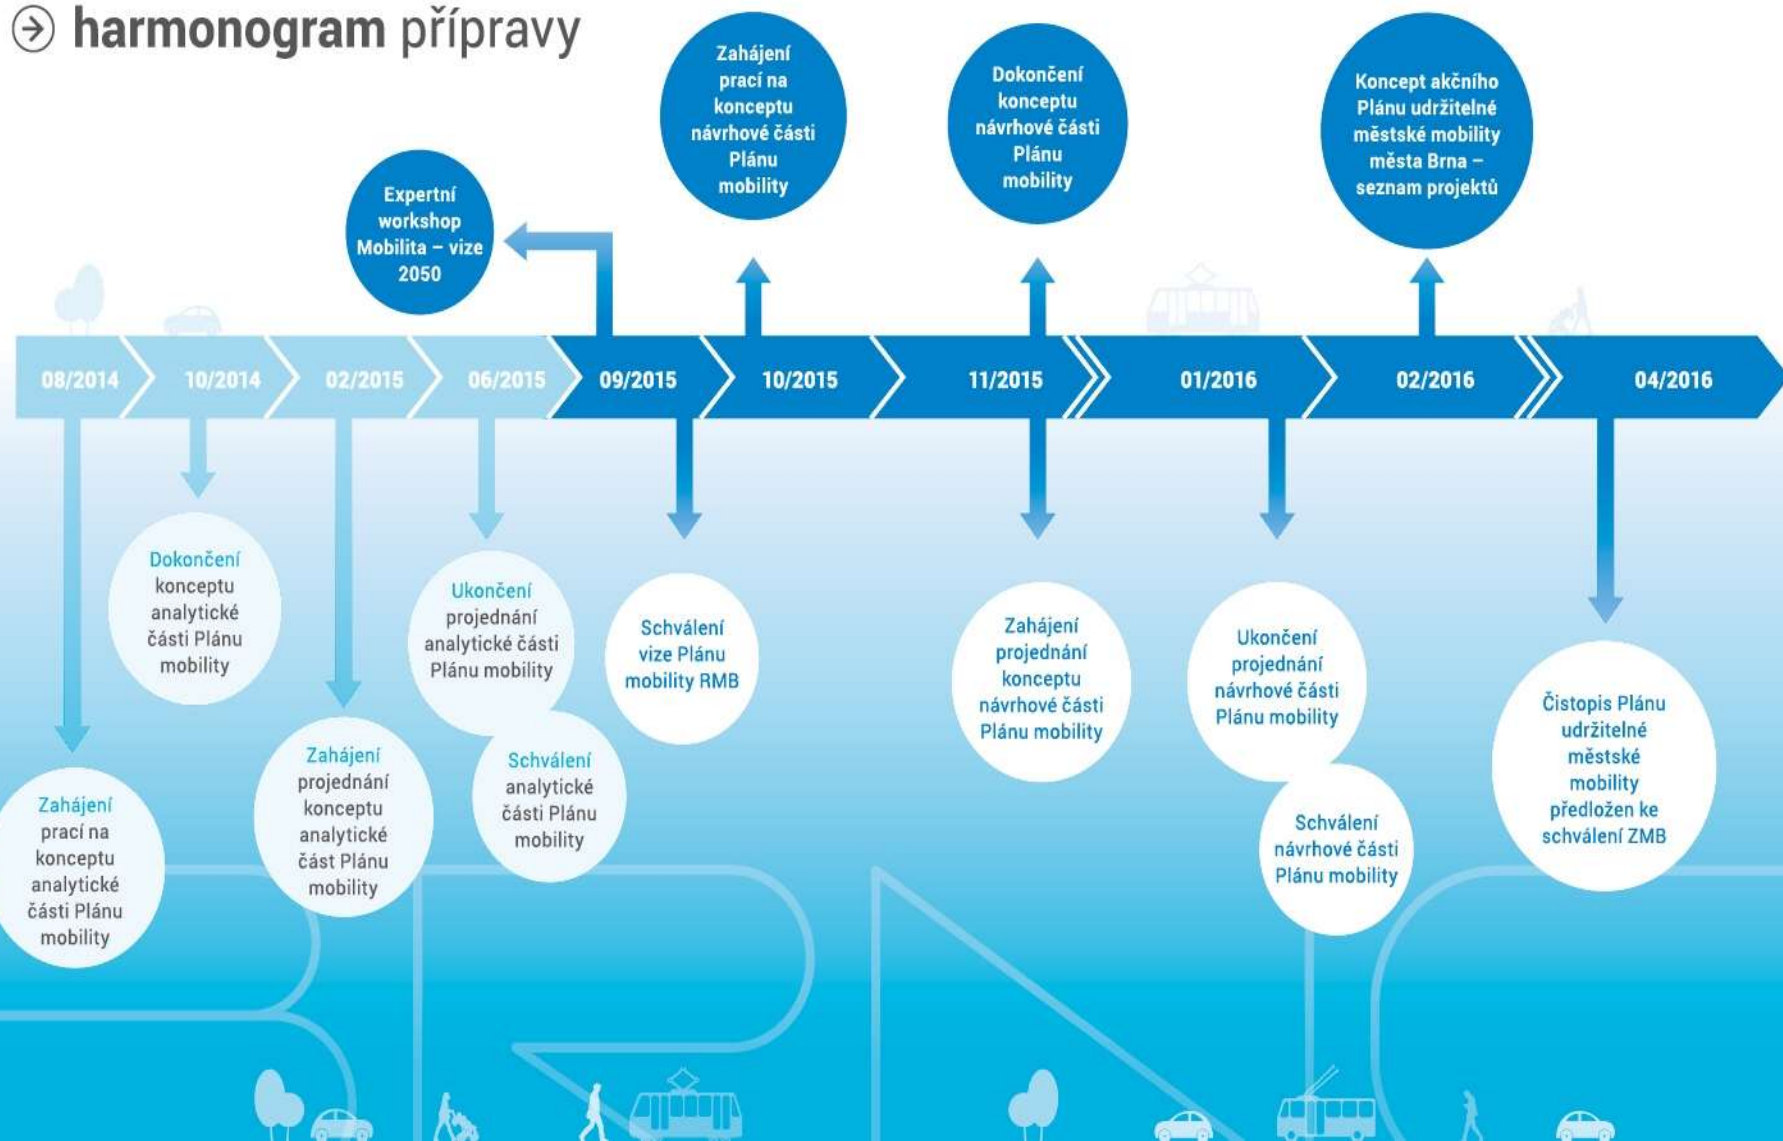 harmonogram přípravy
Zahájení
prací na
konceptu
návrhové části
Plánu
mobility
Dokončení
konceptu
návrhové části
Plánu
mobility
Koncept akčního
Plánu udržitelné
městské mobility
města Brna –
seznam projektů
Expertní
workshop
Mobilita – vize
2050
08/2014
10/2014
02/2015
06/2015
09/2015
10/2015
11/2015
01/2016
02/2016
04/2016
Zahájení
prací na
konceptu
analytické
části Plánu
mobility
Dokončení
konceptu
analytické
části Plánu
mobility
Zahájení
projednání
konceptu
analytické
část Plánu
mobility
Ukončení
projednání
analytické části
Plánu mobility
Schválení
analytické
části Plánu
mobility
Schválení
vize Plánu
mobility RMB
Zahájení
projednání
konceptu
návrhové části
Plánu mobility
Ukončení
projednání
návrhové části
Plánu mobility
Schválení
návrhové části
Plánu mobility
Čistopis Plánu
udržitelné
městské
mobility
předložen ke
schválení ZMB